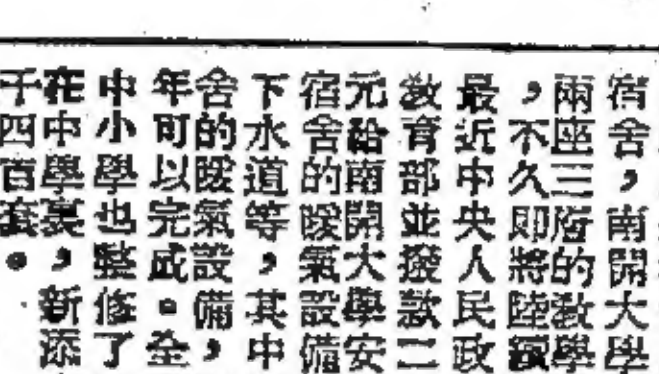 宿舍，南開大學
兩座三階的教學
，不久即將陸續
最近中央人民政
教育部並撥款二
元給南開大學安
宿舍的暖氣設備
下水道等，其中
舍的暖氣設備，
年可以完成。全
中小學也整修了
在中學裏，新添
千四百套。